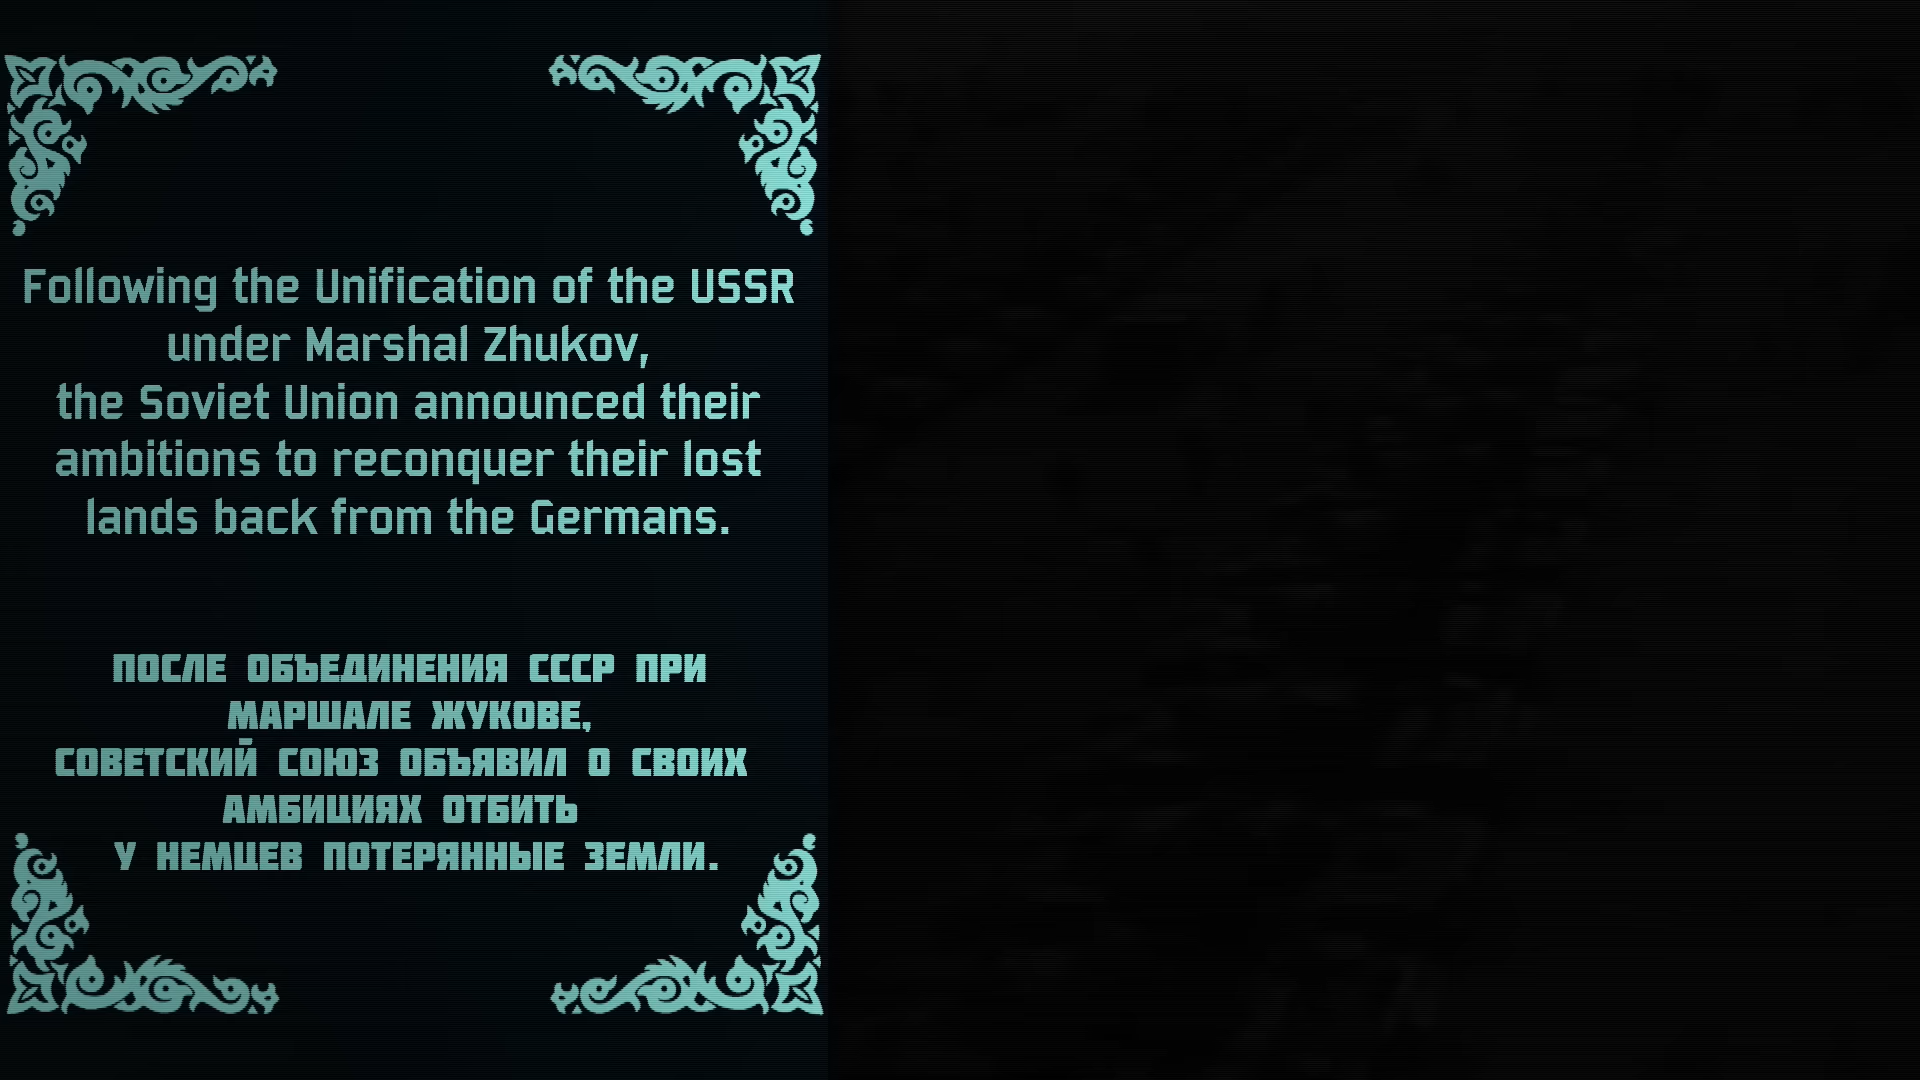 Following the Unification of the USSR
under Marshal Zhukov,
the Soviet Union announced their
ambitions to reconquer their lost
lands back from the Germans.
ПОСЛЕ ОБЪЕДИНЕНИЯ СССР ПРИ
МАРШАЛЕ ЖУКОВЕ,
СОВЕТСКИЙ СОЮЗ ОБЪЯВИЛ О СВОИХ
АМБИЦИЯХ ОТБИТЬ
У НЕМЦЕВ ПОТЕРЯННЫЕ ЗЕМЛИ.